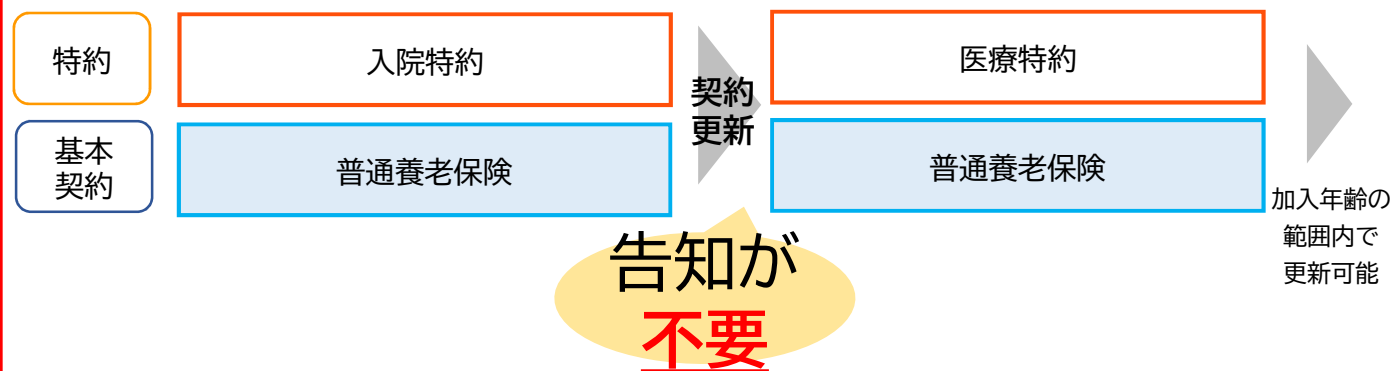 特約
入院特約
契約
更新
医療特約
基本
契約
普通養老保険
普通養老保険
加入年齢の
範囲内で
更新可能
告知が
不要